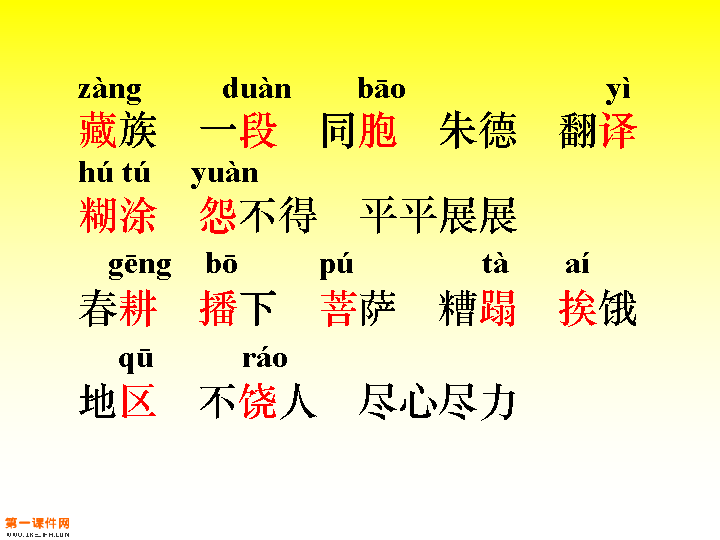 zàng duàn bāo yì
藏族 一段 同胞 朱德 翻译
hú tú yuàn
糊涂 怨不得 平平展展
gēng bō pú tà aí
春耕 播下 菩萨 糟蹋 挨饿
qū ráo
地区 不饶人 尽心尽力
第一课件网